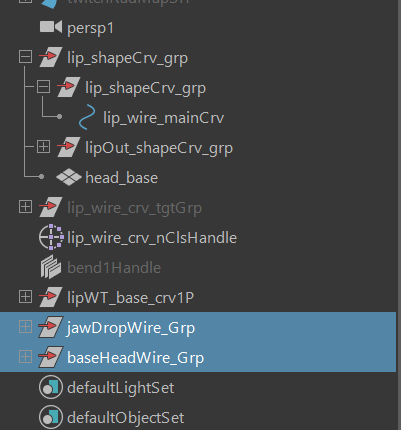 persp1
lip_shapeCrv_grp
lip_shapeCrv_grp
lip_wire_mainCrv
lipOut_shapeCrv_grp
head_base
lip_wire_crv_tgtGrp
lip_wire_crv_nClsHandle
bend1Handle
lipWT_base_crv1P
jawDropWire_Grp
baseHeadWire_Grp
defaultLightSet
defaultObjectSet